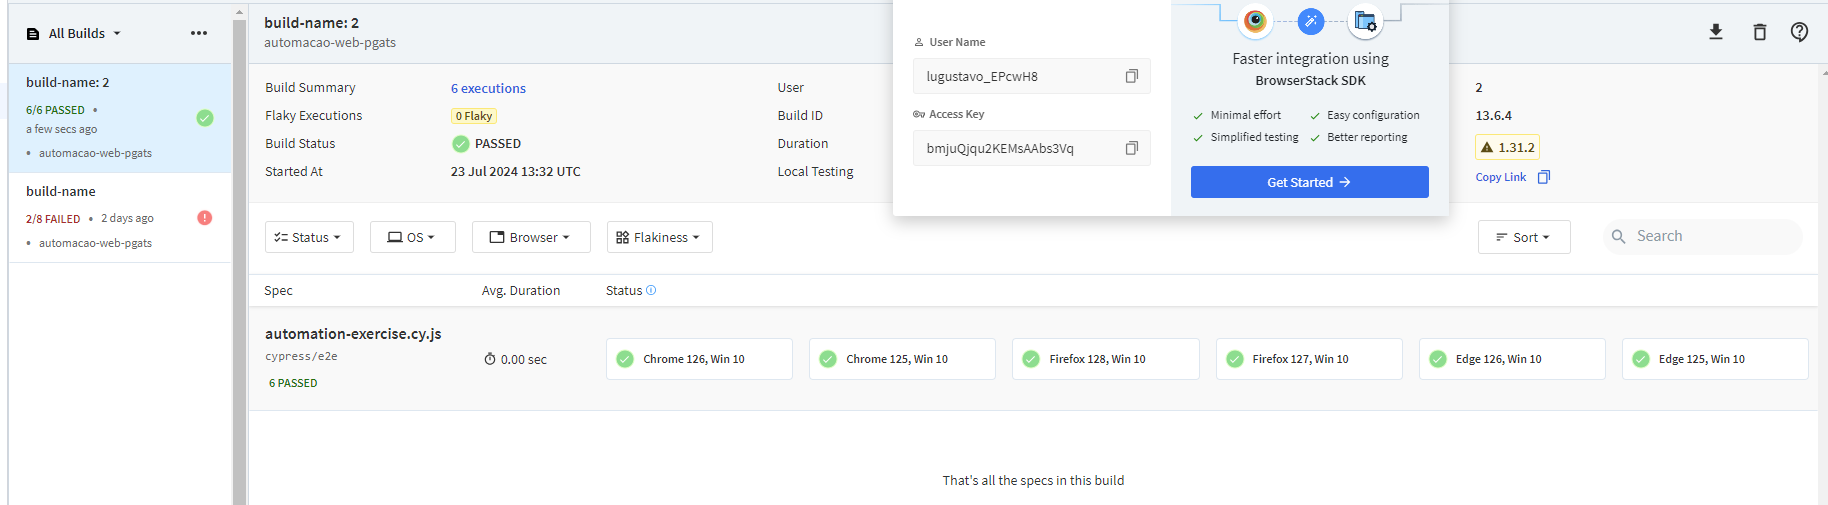 All Builds
build-name: 2
6/6 PASSED •
a few secs ago
• automacao-web-pgats
build-name
2/8 FAILED • 2 days ago
• automacao-web-pgats
build-name: 2
automacao-web-pgats
Build Summary 6 executions
Flaky Executions 0 Flaky
Build Status PASSED
Started At 23 Jul 2024 13:32 UTC
User
Build ID
Duration
Local Testing
User Name
lugustavo_EPcwH8
Access Key
bmjuQjqu2KEMsAAbs3Vq
Faster integration using
BrowserStack SDK
Minimal effort Easy configuration
Simplified testing Better reporting
Get Started
2
13.6.4
1.31.2
Copy Link
Status OS Browser Flakiness Sort Search
Spec Avg. Duration Status
automation-exercise.cy.js
cypress/e2e
6 PASSED
0.00 sec
Chrome 126, Win 10 Chrome 125, Win 10 Firefox 128, Win 10 Firefox 127, Win 10 Edge 126, Win 10 Edge 125, Win 10
That's all the specs in this build